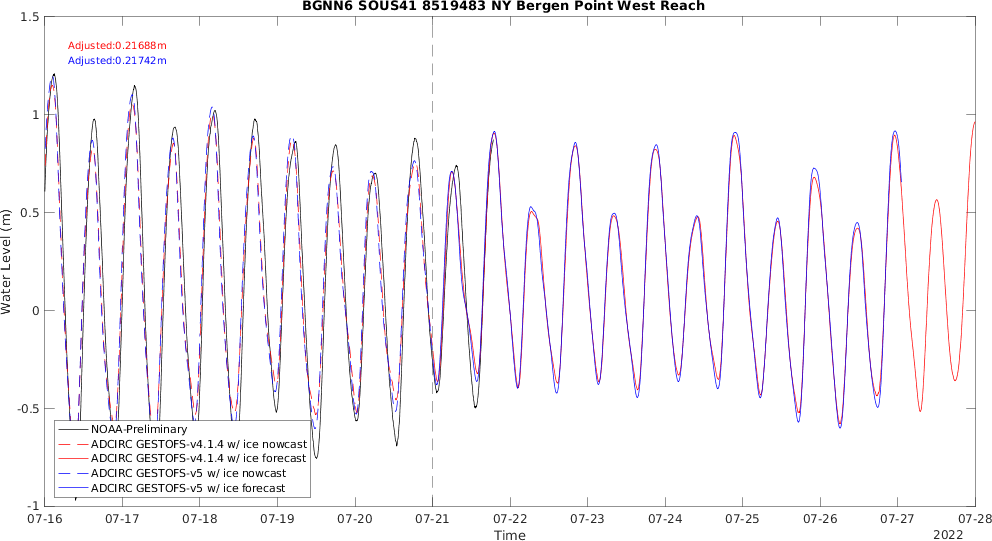 BGNN6 SOUS41 8519483 NY Bergen Point West Reach
Adjusted:0.21688m
Adjusted:0.21742m
1.5
1
0.5
0
-0.5
-1
Water Level (m)
NOAA-Preliminary
ADCIRC GESTOFS-v4.1.4 w/ ice nowcast
ADCIRC GESTOFS-v4.1.4 w/ ice forecast
ADCIRC GESTOFS-v5 w/ ice nowcast
ADCIRC GESTOFS-v5 w/ ice forecast
07-16 07-17 07-18 07-19 07-20 07-21 07-22 07-23 07-24 07-25 07-26 07-27 07-28
Time
2022